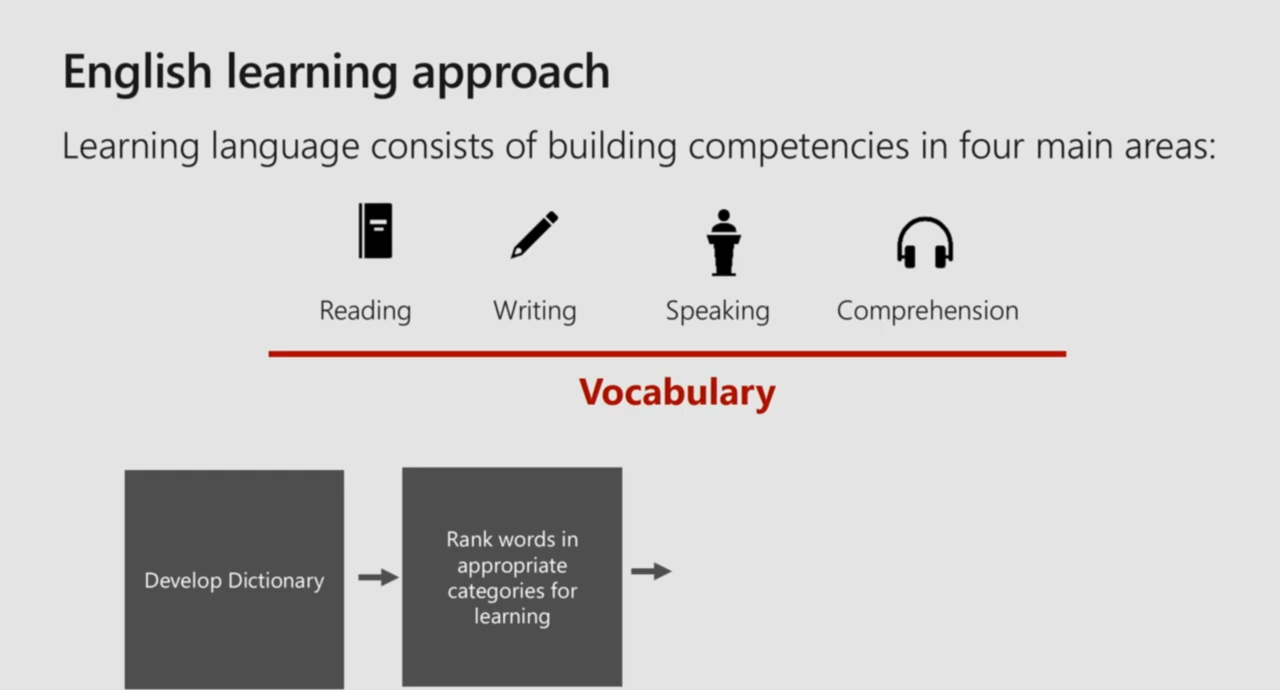 English learning approach
Learning language consists of building competencies in four main areas:
Reading
Writing
Speaking
Comprehension
Vocabulary
Develop Dictionary
Rank words in
appropriate
categories for
learning